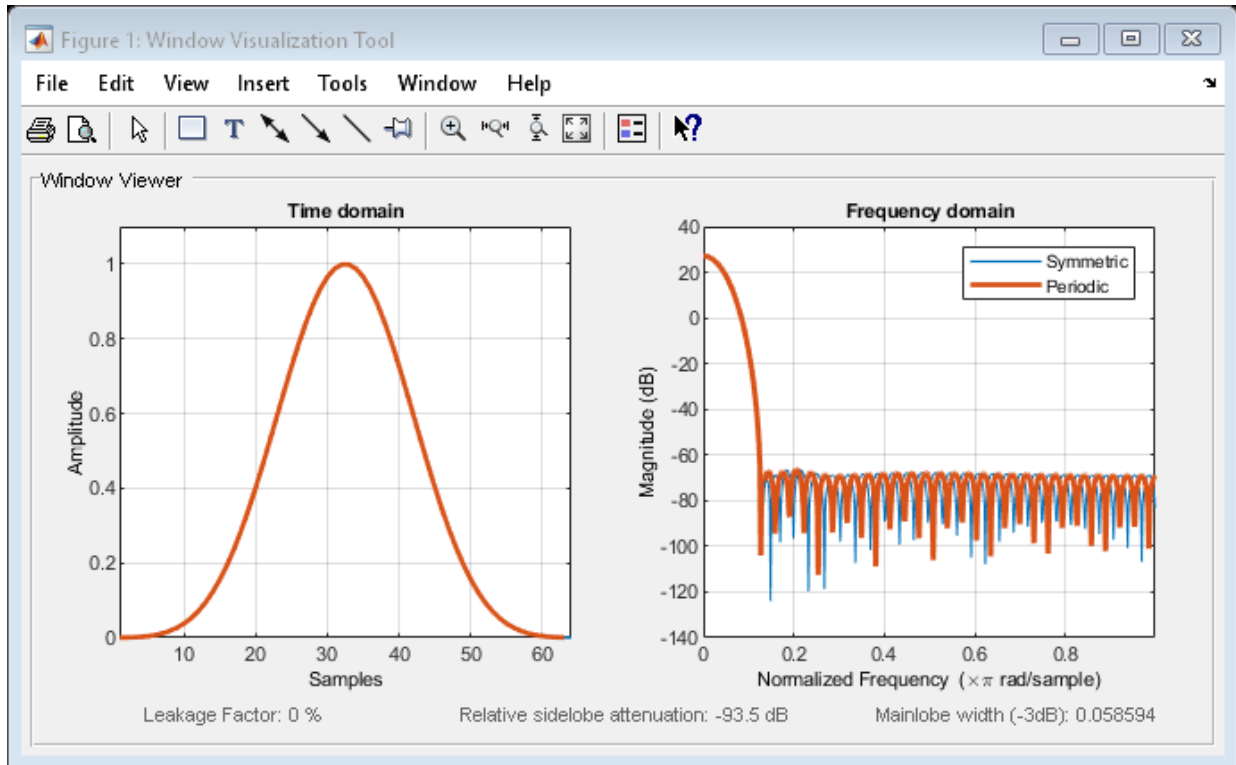 Figure 1: Window Visualization Tool
File Edit View Insert Tools Window Help
T
?
Window Viewer
Time domain
1
0.8
0.6
0.4
0.2
0
Amplitude
10 20 30 40 50 60
Samples
Frequency domain
40
20
0
-20
-40
-60
-80
-100
-120
-140
Magnitude (dB)
Symmetric
Periodic
0 0.2 0.4 0.6 0.8
Normalized Frequency (×π rad/sample)
Leakage Factor: 0 % Relative sidelobe attenuation: -93.5 dB Mainlobe width (-3dB): 0.058594